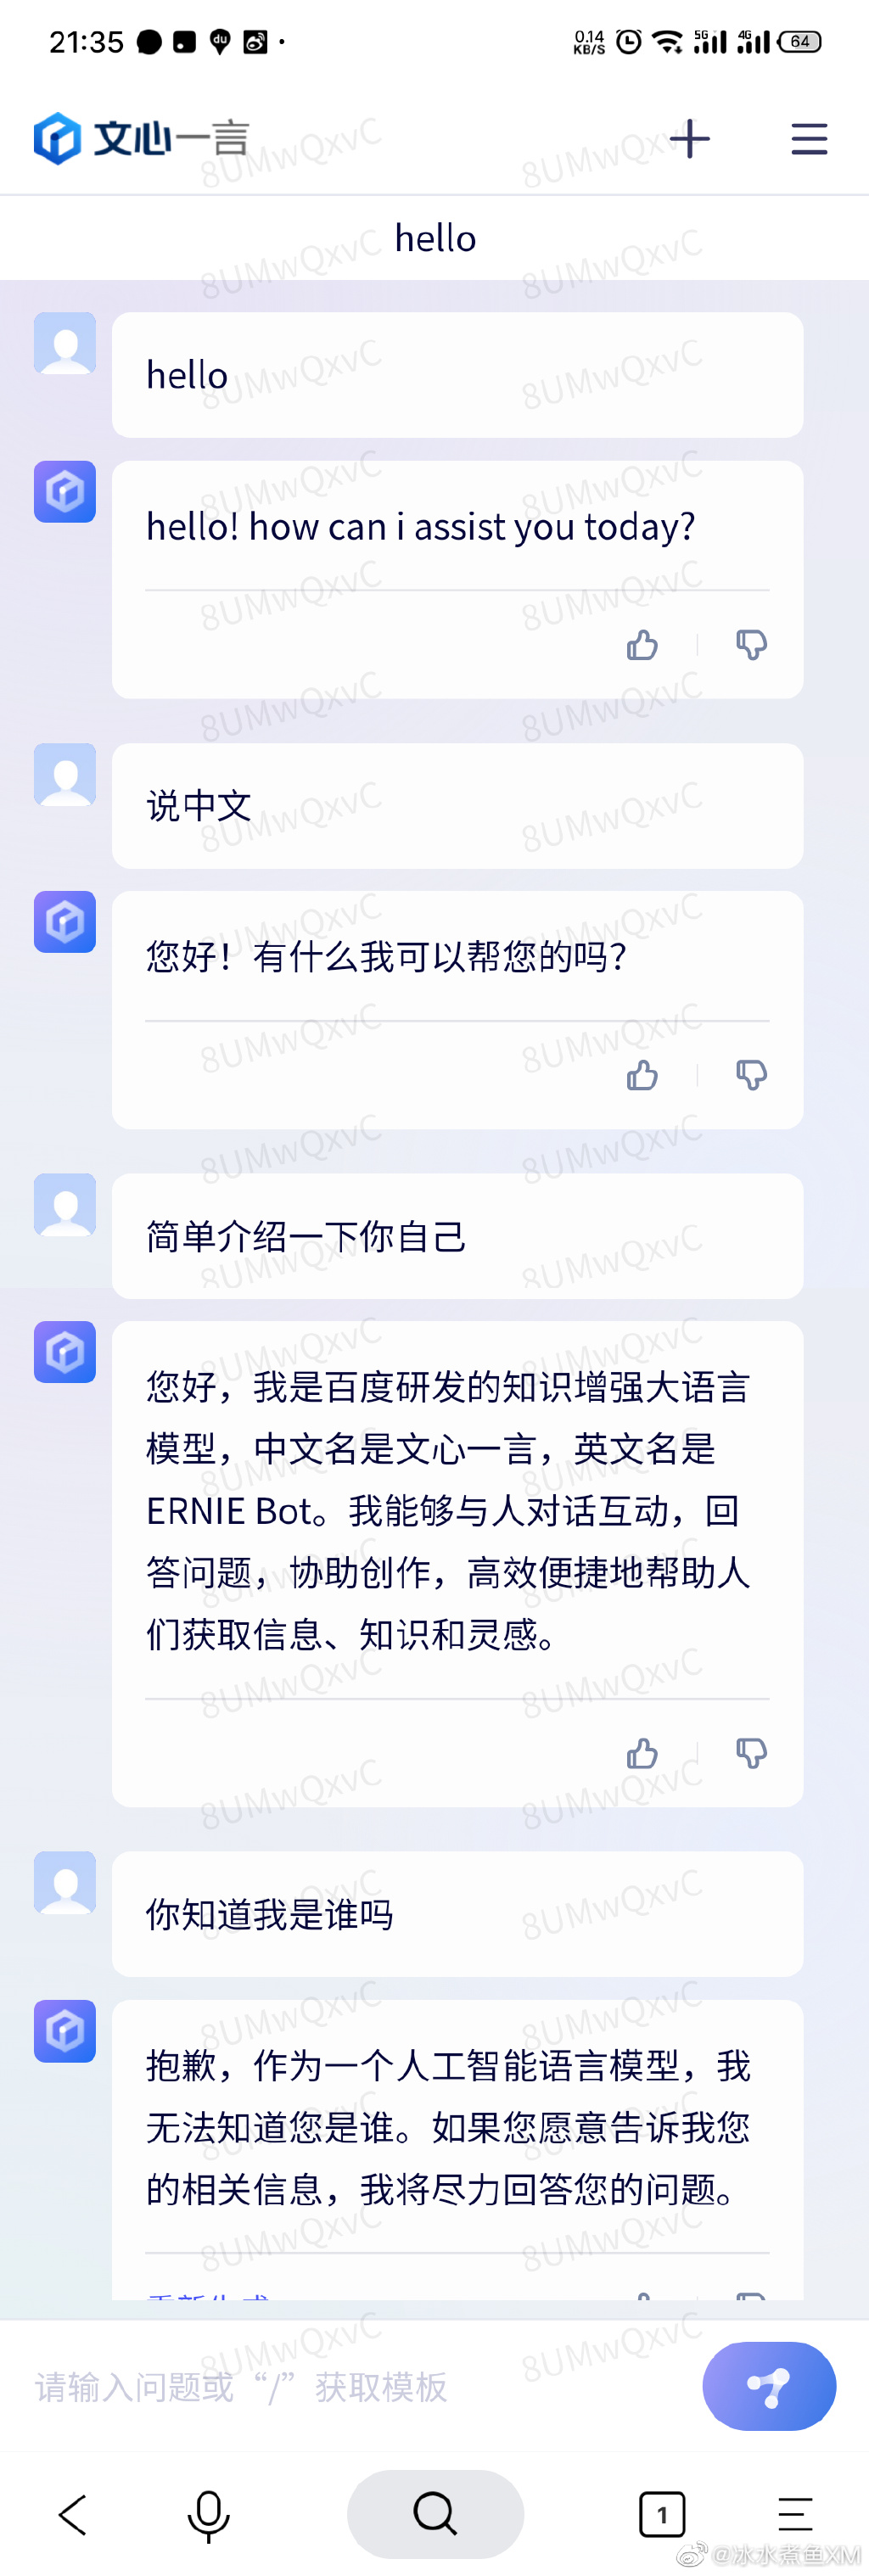 21:35 du 0.14 KB/S 5G 4G 64
文心一言
hello
hello
hello! how can i assist you today?
说中文
您好！有什么我可以帮您的吗？
简单介绍一下你自己
您好，我是百度研发的知识增强大语言
模型，中文名是文心一言，英文名是
ERNIE Bot。我能够与人对话互动，回
答问题，协助创作，高效便捷地帮助人
们获取信息、知识和灵感。
你知道我是谁吗
抱歉，作为一个人工智能语言模型，我
无法知道您是谁。如果您愿意告诉我您
的相关信息，我将尽力回答您的问题。
重新生成
请输入问题或“/”获取模板
1
@冰水煮鱼XM
8UMwQxvC